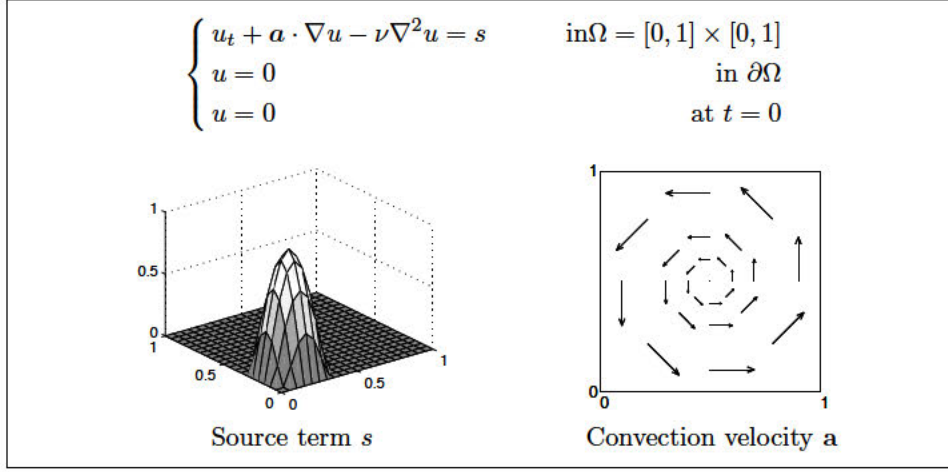 u_t + a · ∇u − ν∇²u = s inΩ = [0, 1] × [0, 1]
u = 0 in ∂Ω
u = 0 at t = 0
1
0.5
0
1
0.5
0
0
0.5
1
Source term s
1
0
0
1
Convection velocity a